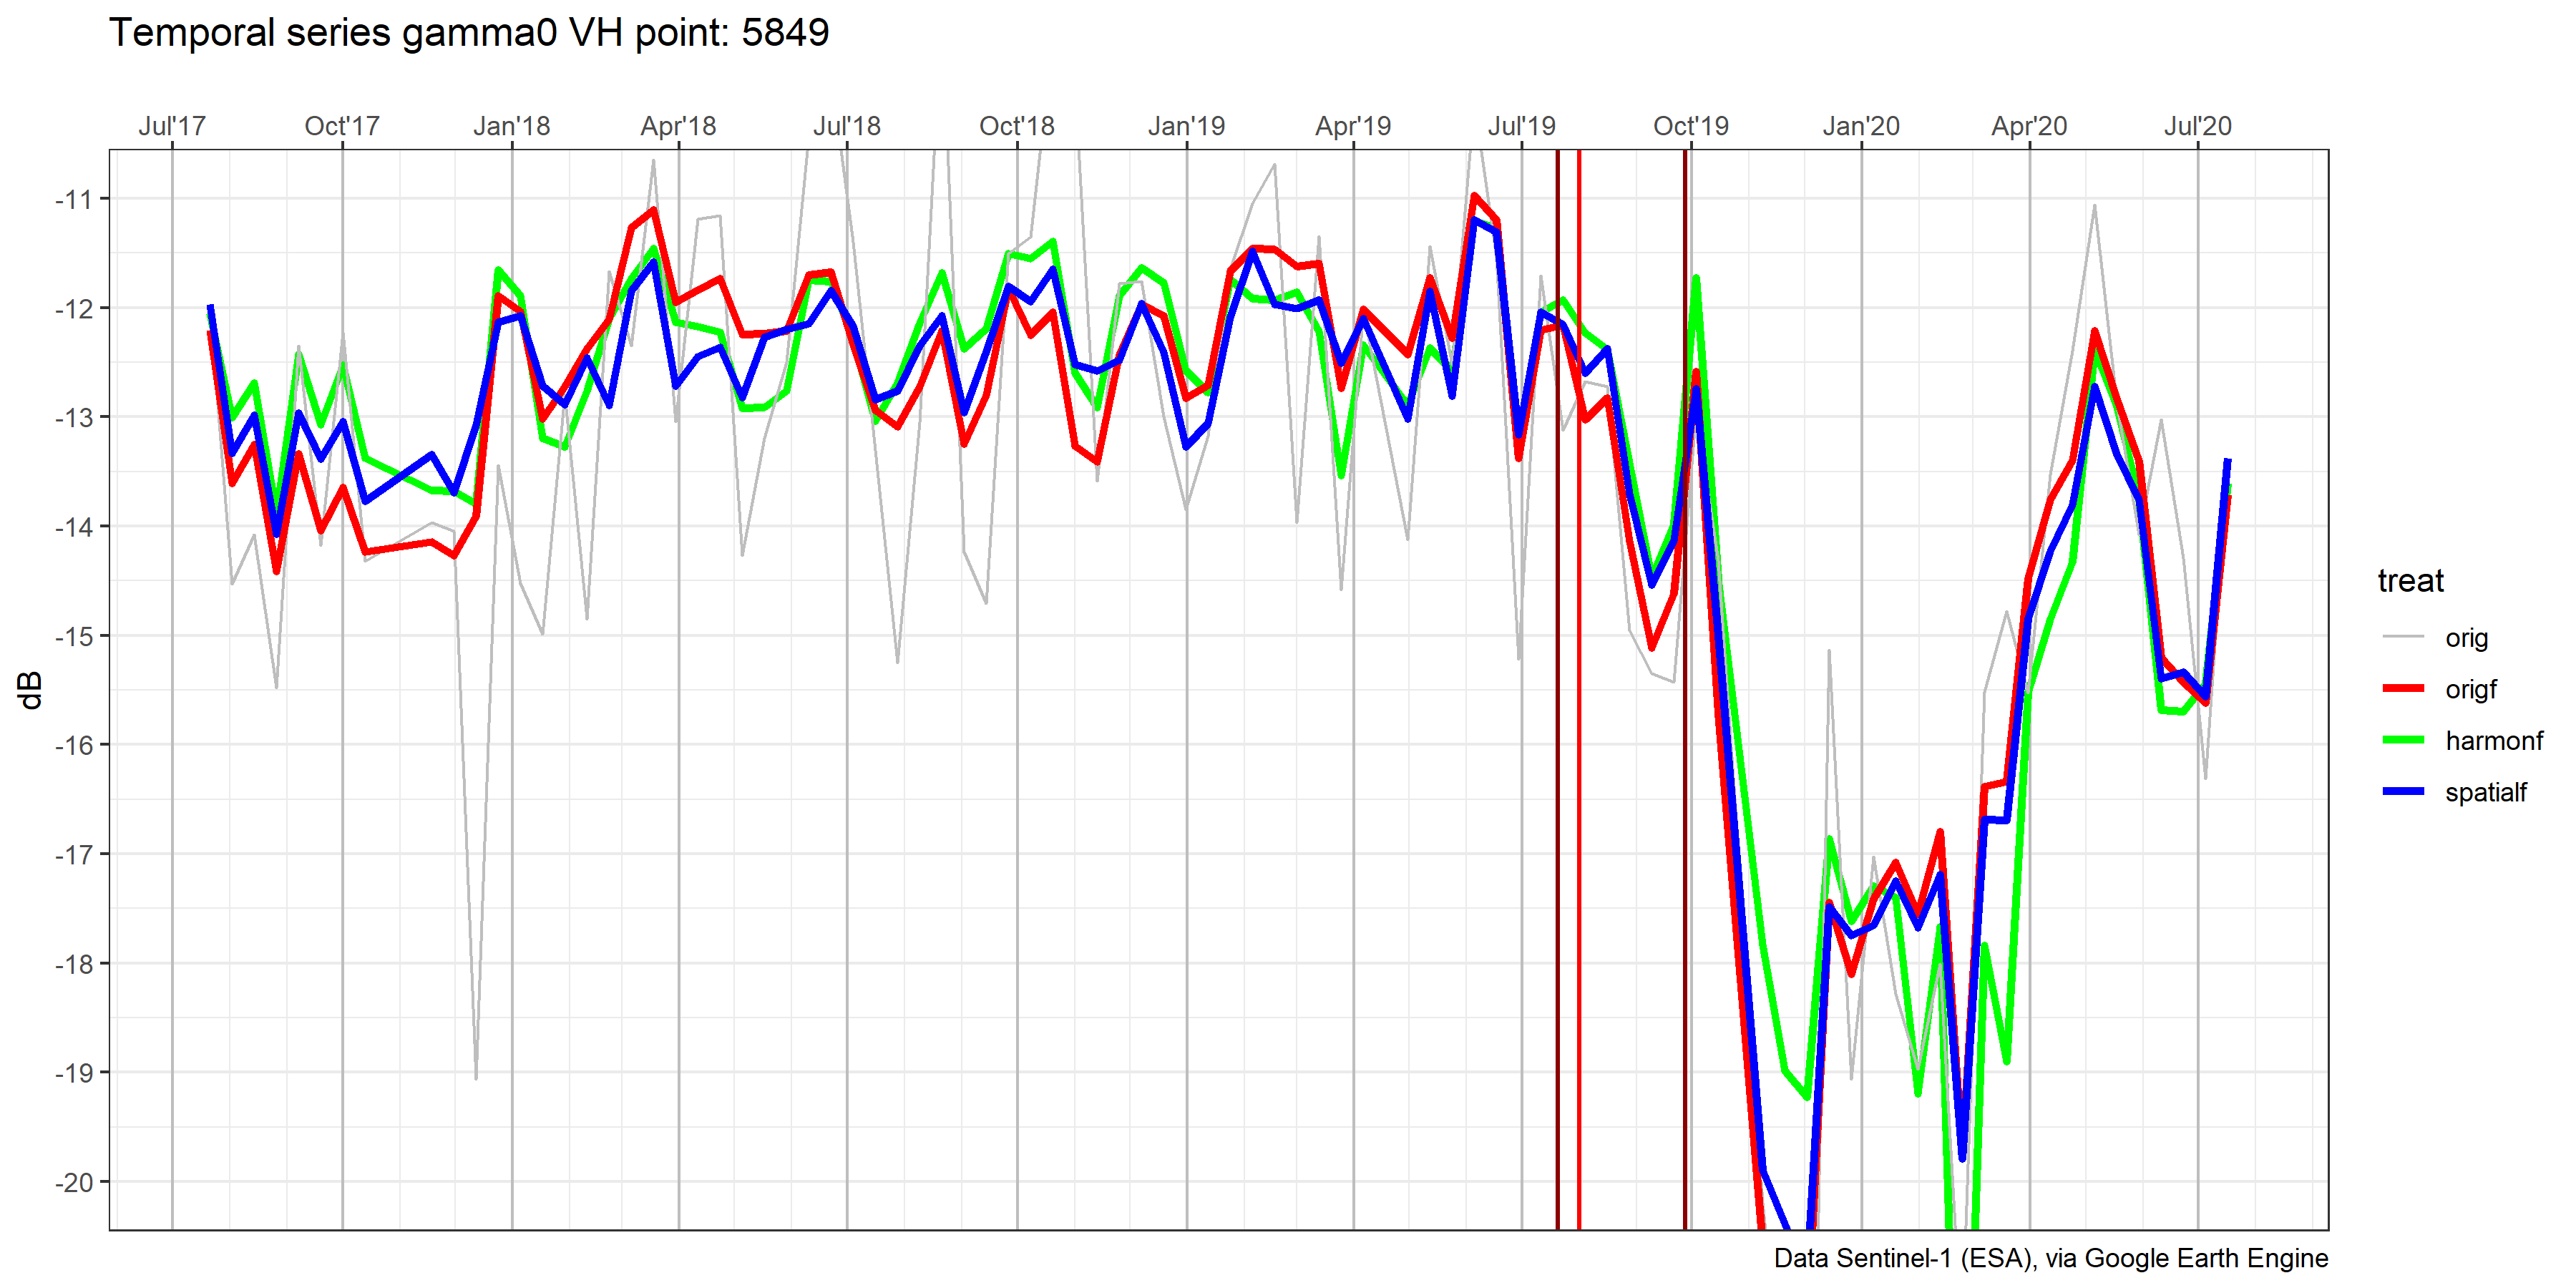 Temporal series gamma0 VH point: 5849
Jul'17 Oct'17 Jan'18 Apr'18 Jul'18 Oct'18 Jan'19 Apr'19 Jul'19 Oct'19 Jan'20 Apr'20 Jul'20
-11
-12
-13
-14
-15
-16
-17
-18
-19
-20
dB
treat
orig
origf
harmonf
spatialf
Data Sentinel-1 (ESA), via Google Earth Engine